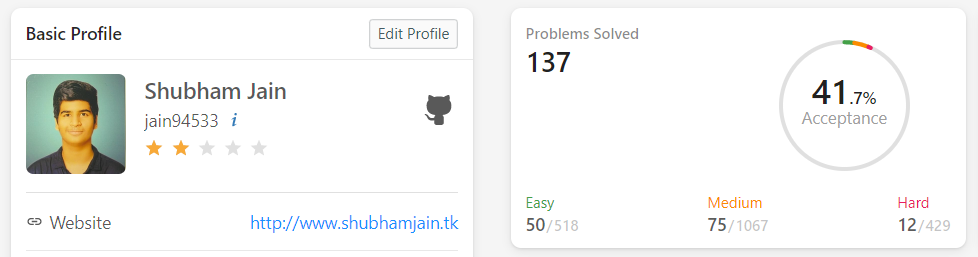 Basic Profile
Edit Profile
Shubham Jain
jain94533 i
Website
http://www.shubhamjain.tk
Problems Solved
137
41.7%
Acceptance
Easy
50/518
Medium
75/1067
Hard
12/429